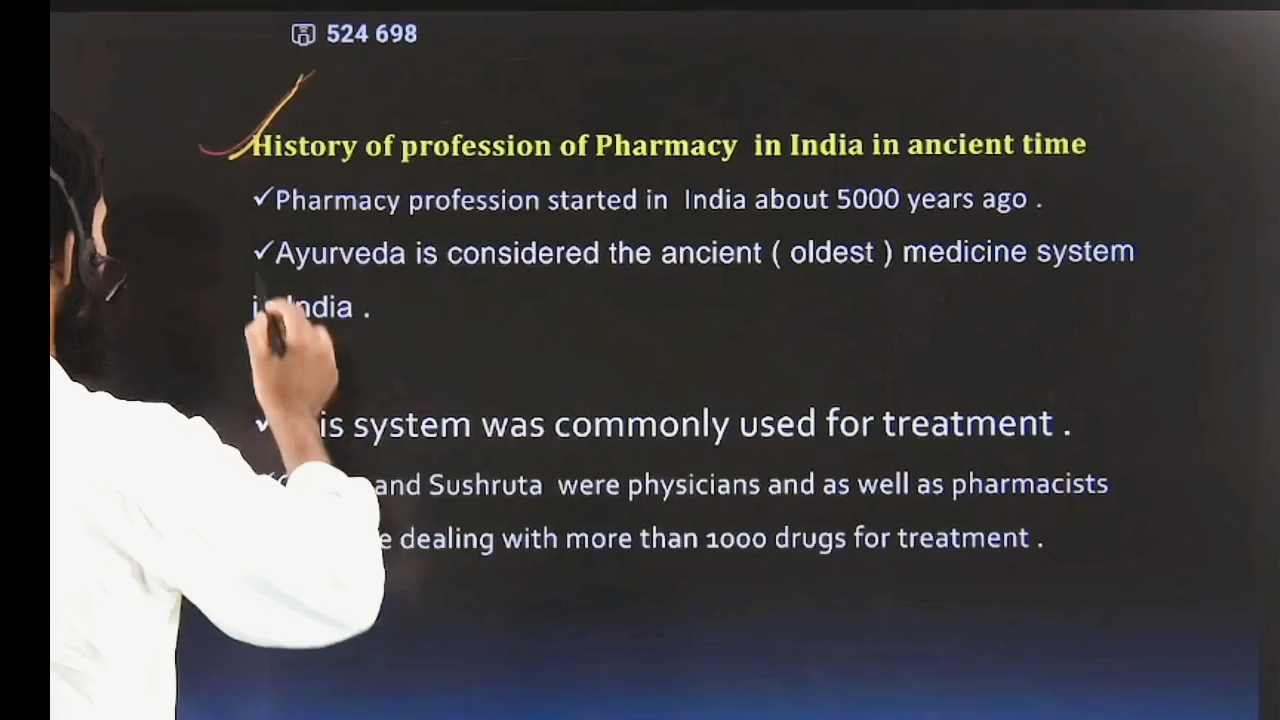 524 698
History of profession of Pharmacy in India in ancient time
✓Pharmacy profession started in India about 5000 years ago .
✓Ayurveda is considered the ancient ( oldest ) medicine system
India .
✓ is system was commonly used for treatment .
and Sushruta were physicians and as well as pharmacists
dealing with more than 1000 drugs for treatment .